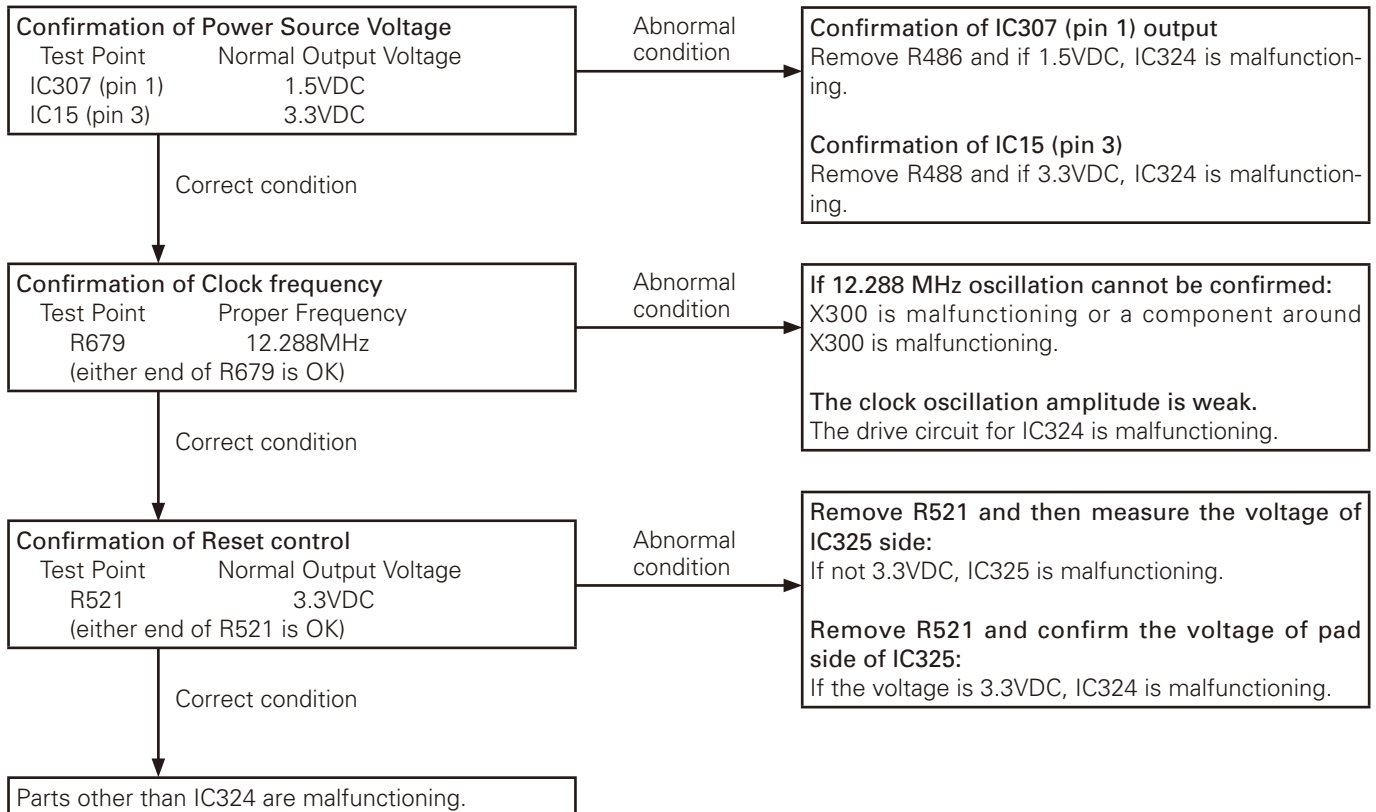 Confirmation of Power Source Voltage
Test Point Normal Output Voltage
IC307 (pin 1) 1.5VDC
IC15 (pin 3) 3.3VDC
Abnormal
condition
Confirmation of IC307 (pin 1) output
Remove R486 and if 1.5VDC, IC324 is malfunction-
ing.
Confirmation of IC15 (pin 3)
Remove R488 and if 3.3VDC, IC324 is malfunction-
ing.
Correct condition
Confirmation of Clock frequency
Test Point Proper Frequency
R679 12.288MHz
(either end of R679 is OK)
Abnormal
condition
If 12.288 MHz oscillation cannot be confirmed:
X300 is malfunctioning or a component around
X300 is malfunctioning.
The clock oscillation amplitude is weak.
The drive circuit for IC324 is malfunctioning.
Correct condition
Confirmation of Reset control
Test Point Normal Output Voltage
R521 3.3VDC
(either end of R521 is OK)
Abnormal
condition
Remove R521 and then measure the voltage of
IC325 side:
If not 3.3VDC, IC325 is malfunctioning.
Remove R521 and confirm the voltage of pad
side of IC325:
If the voltage is 3.3VDC, IC324 is malfunctioning.
Correct condition
Parts other than IC324 are malfunctioning.